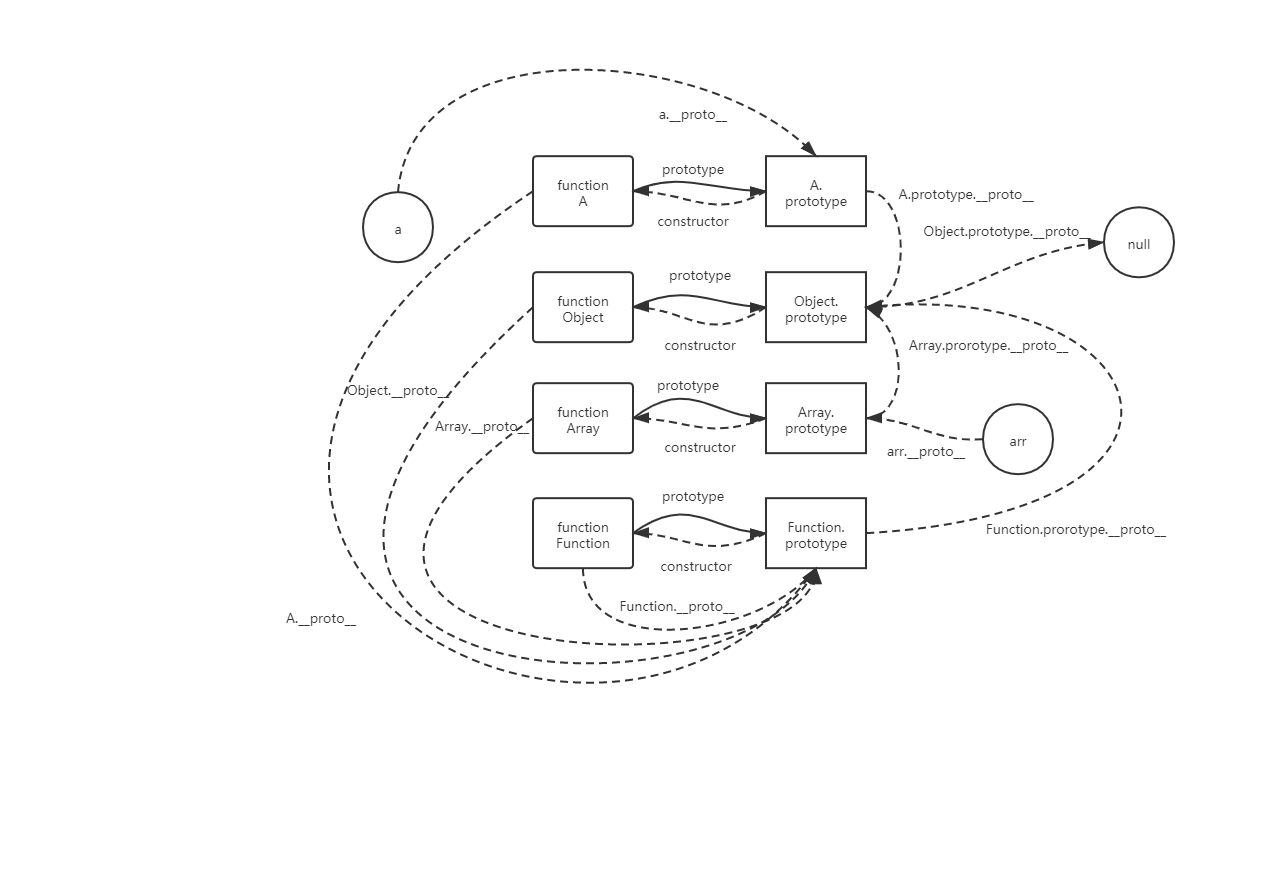 a.__proto__
function
A
prototype
constructor
A.
prototype
A.prototype.__proto__
a
Object.prototype.__proto__
null
function
Object
prototype
constructor
Object.
prototype
Array.prorotype.__proto__
Object.__proto__
Array.__proto__
function
Array
prototype
constructor
Array.
prototype
arr.__proto__
arr
function
Function
prototype
constructor
Function.
prototype
Function.prorotype.__proto__
Function.__proto__
A.__proto__